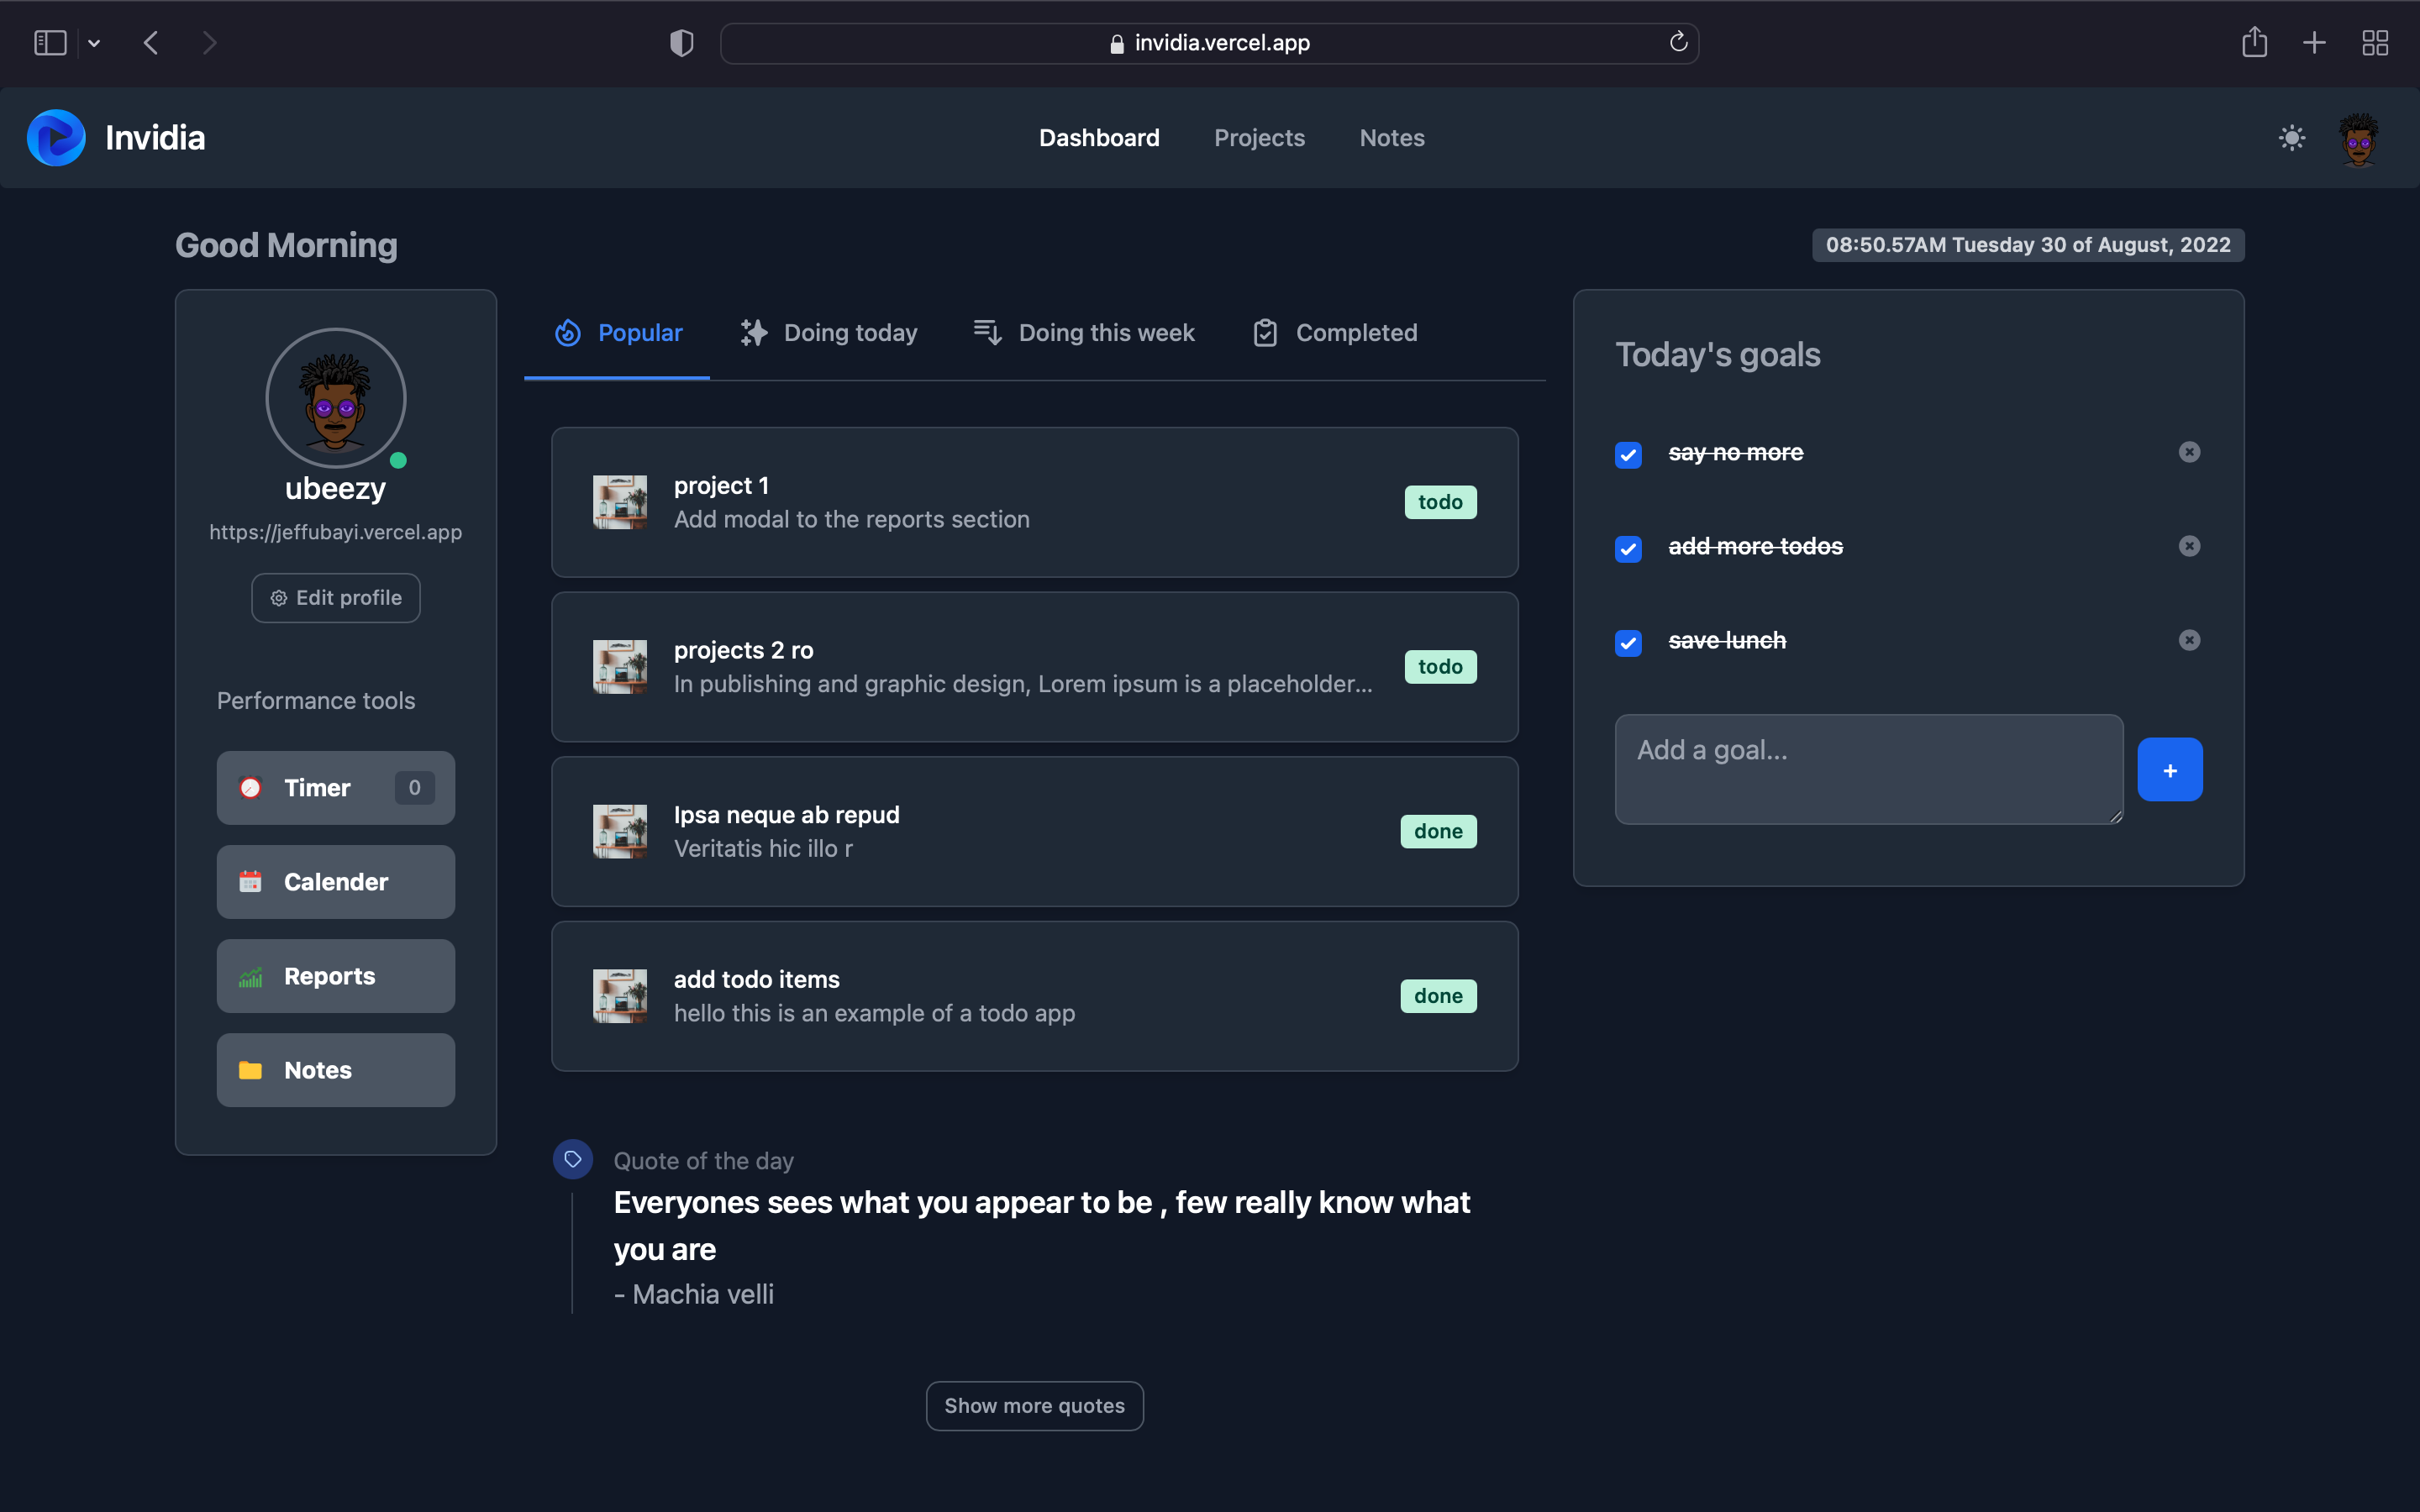 invidia.vercel.app
Invidia
Dashboard
Projects
Notes
Good Morning
08:50.57AM Tuesday 30 of August, 2022
ubeezy
https://jeffubayi.vercel.app
Edit profile
Performance tools
Timer 0
Calender
Reports
Notes
Popular
Doing today
Doing this week
Completed
project 1
Add modal to the reports section
todo
projects 2 ro
In publishing and graphic design, Lorem ipsum is a placeholder...
todo
Ipsa neque ab repud
Veritatis hic illo r
done
add todo items
hello this is an example of a todo app
done
Quote of the day
Everyones sees what you appear to be , few really know what
you are
- Machia velli
Show more quotes
Today's goals
say no more
add more todos
save lunch
Add a goal...
+